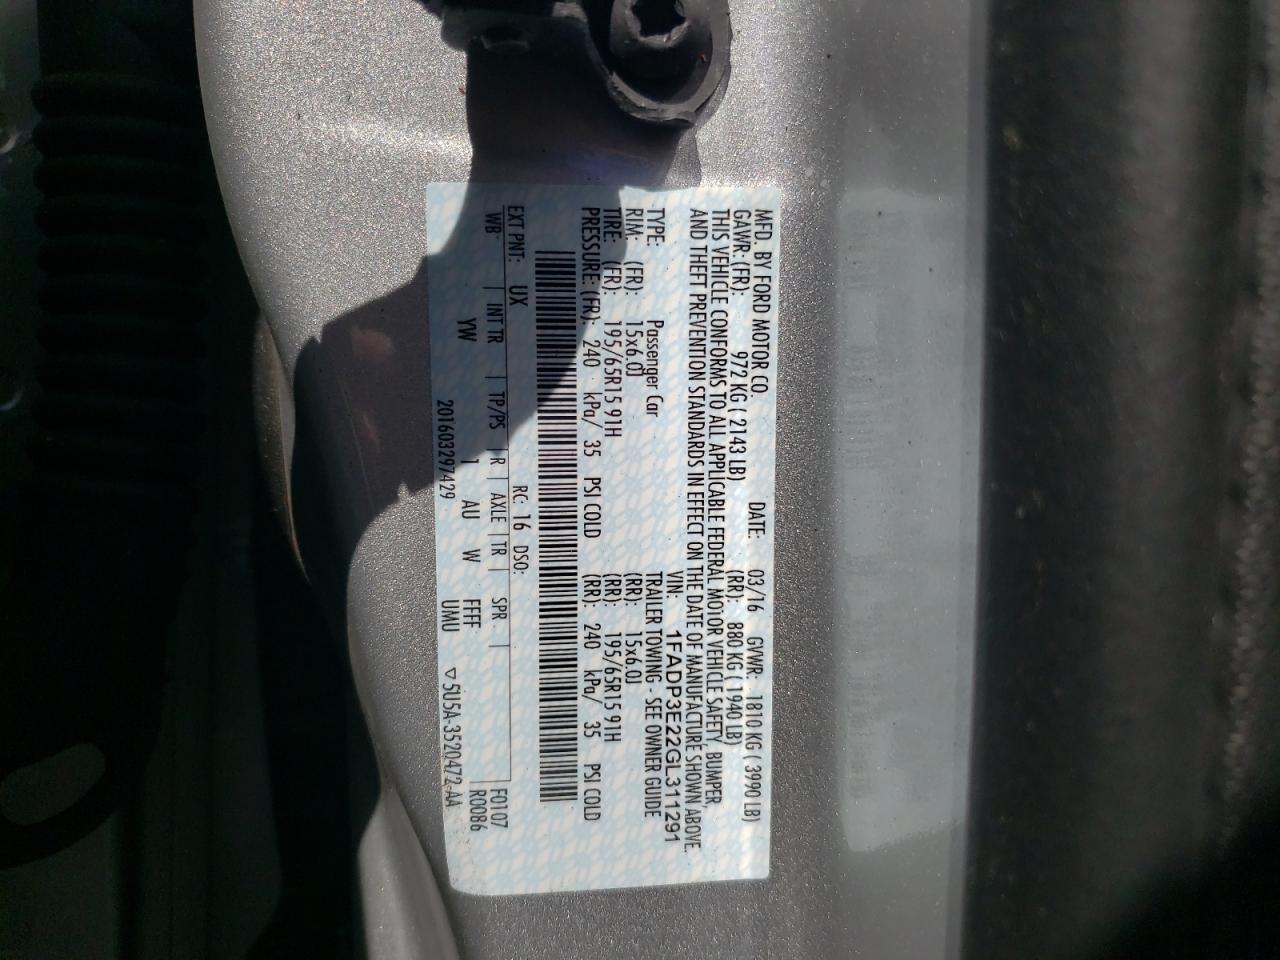 MFD. BY FORD MOTOR CO. DATE: 03/16 GVWR: 1810 KG ( 3990 LB)
GAWR: (FR): 972 KG ( 2143 LB) (RR): 880 KG ( 1940 LB)
THIS VEHICLE CONFORMS TO ALL APPLICABLE FEDERAL MOTOR VEHICLE SAFETY, BUMPER,
AND THEFT PREVENTION STANDARDS IN EFFECT ON THE DATE OF MANUFACTURE SHOWN ABOVE.
VIN: 1FADP3E22GL311291
TYPE: Passenger Car TRAILER TOWING - SEE OWNER GUIDE
RIM: (FR): 15x6.0J (RR): 15x6.0J
TIRE: (FR): 195/65R15 91H (RR): 195/65R15 91H
PRESSURE: (FR): 240 kPa/ 35 PSI COLD (RR): 240 kPa/ 35 PSI COLD
EXT PNT: UX RC: 16 DSO: F0107
WB | INT TR | TP/PS | R | AXLE | TR | SPR | R0086
YW 1 AU W FFFF
201603297429 UMU ▽5U5A-3520472-AA